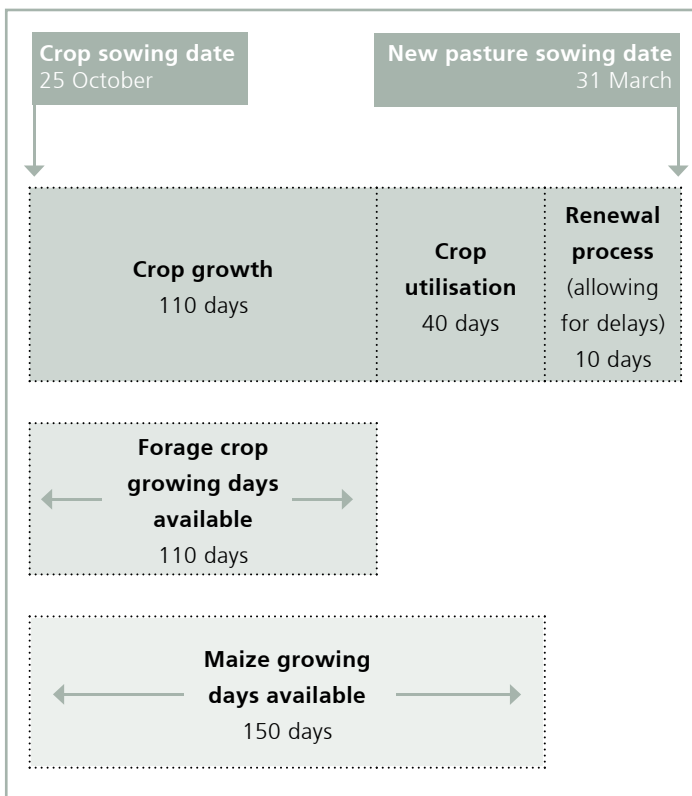 Crop sowing date
25 October
New pasture sowing date
31 March
Crop growth
110 days
Crop
utilisation
40 days
Renewal
process
(allowing
for delays)
10 days
Forage crop
growing days
available
110 days
Maize growing
days available
150 days